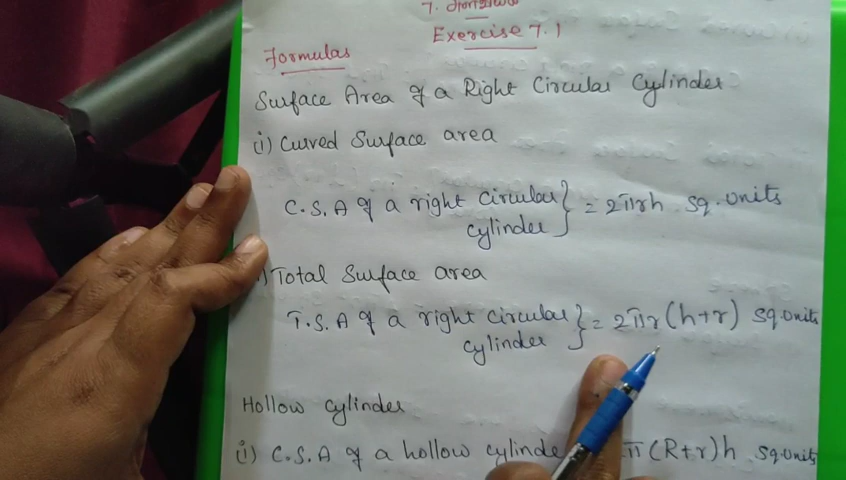 7.
Exercise 7.1
Formulas
Surface Area of a Right Circular Cylinder
(i) Curved Surface area
C.S.A of a right circular cylinder } = 2πrh sq.units
) Total Surface area
T.S.A of a right circular cylinder } = 2πr(h+r) sq.units
Hollow cylinder
(i) C.S.A of a hollow cylinde π(R+r)h sq.units